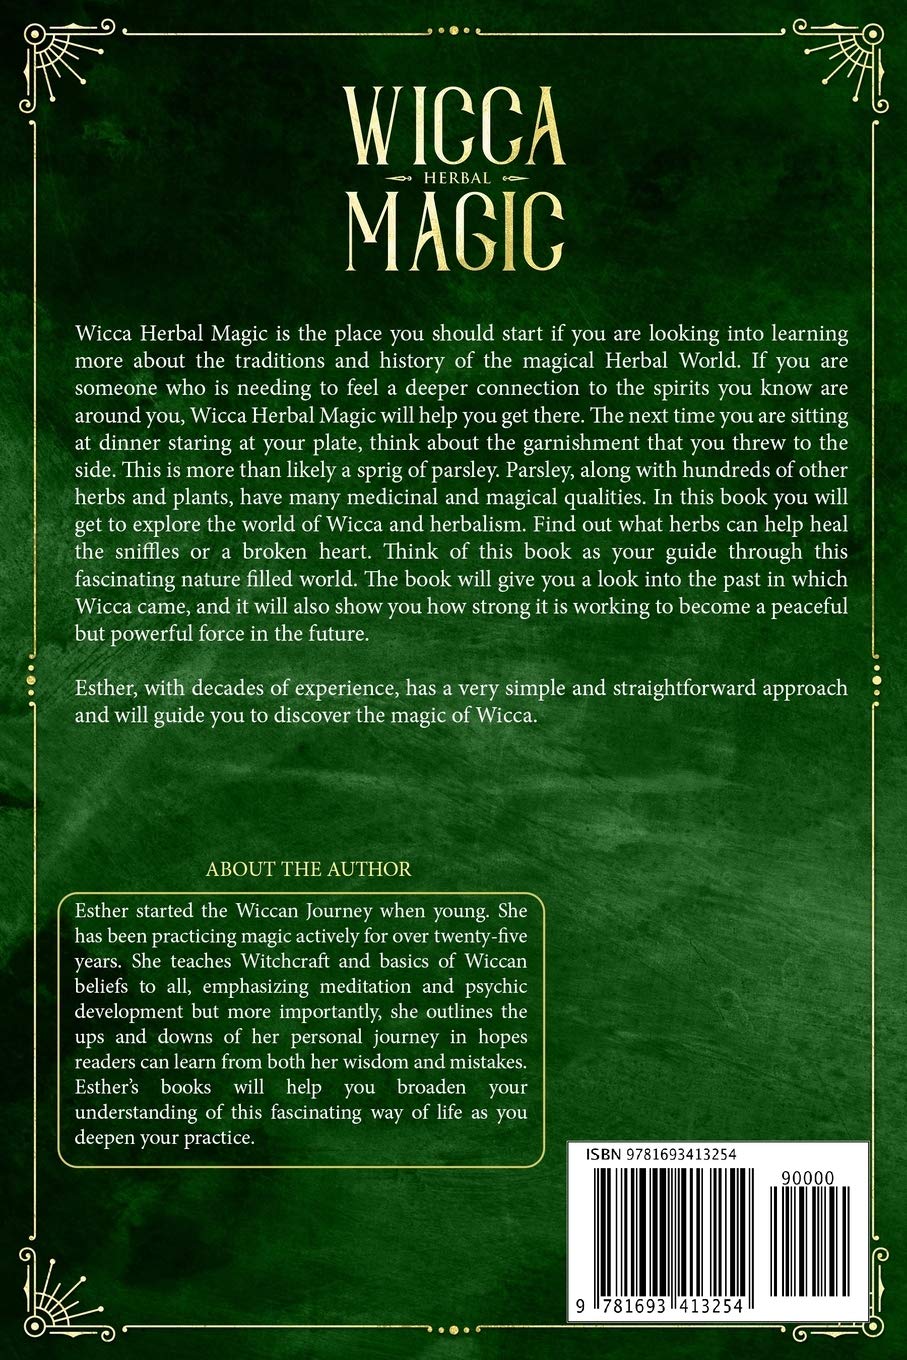 WICCA
HERBAL
MAGIC
Wicca Herbal Magic is the place you should start if you are looking into learning
more about the traditions and history of the magical Herbal World. If you are
someone who is needing to feel a deeper connection to the spirits you know are
around you, Wicca Herbal Magic will help you get there. The next time you are sitting
at dinner staring at your plate, think about the garnishment that you threw to the
side. This is more than likely a sprig of parsley. Parsley, along with hundreds of other
herbs and plants, have many medicinal and magical qualities. In this book you will
get to explore the world of Wicca and herbalism. Find out what herbs can help heal
the sniffles or a broken heart. Think of this book as your guide through this
fascinating nature filled world. The book will give you a look into the past in which
Wicca came, and it will also show you how strong it is working to become a peaceful
but powerful force in the future.
Esther, with decades of experience, has a very simple and straightforward approach
and will guide you to discover the magic of Wicca.
ABOUT THE AUTHOR
Esther started the Wiccan Journey when young. She
has been practicing magic actively for over twenty-five
years. She teaches Witchcraft and basics of Wiccan
beliefs to all, emphasizing meditation and psychic
development but more importantly, she outlines the
ups and downs of her personal journey in hopes
readers can learn from both her wisdom and mistakes.
Esther's books will help you broaden your
understanding of this fascinating way of life as you
deepen your practice.
ISBN 9781693413254
90000
9 781693 413254